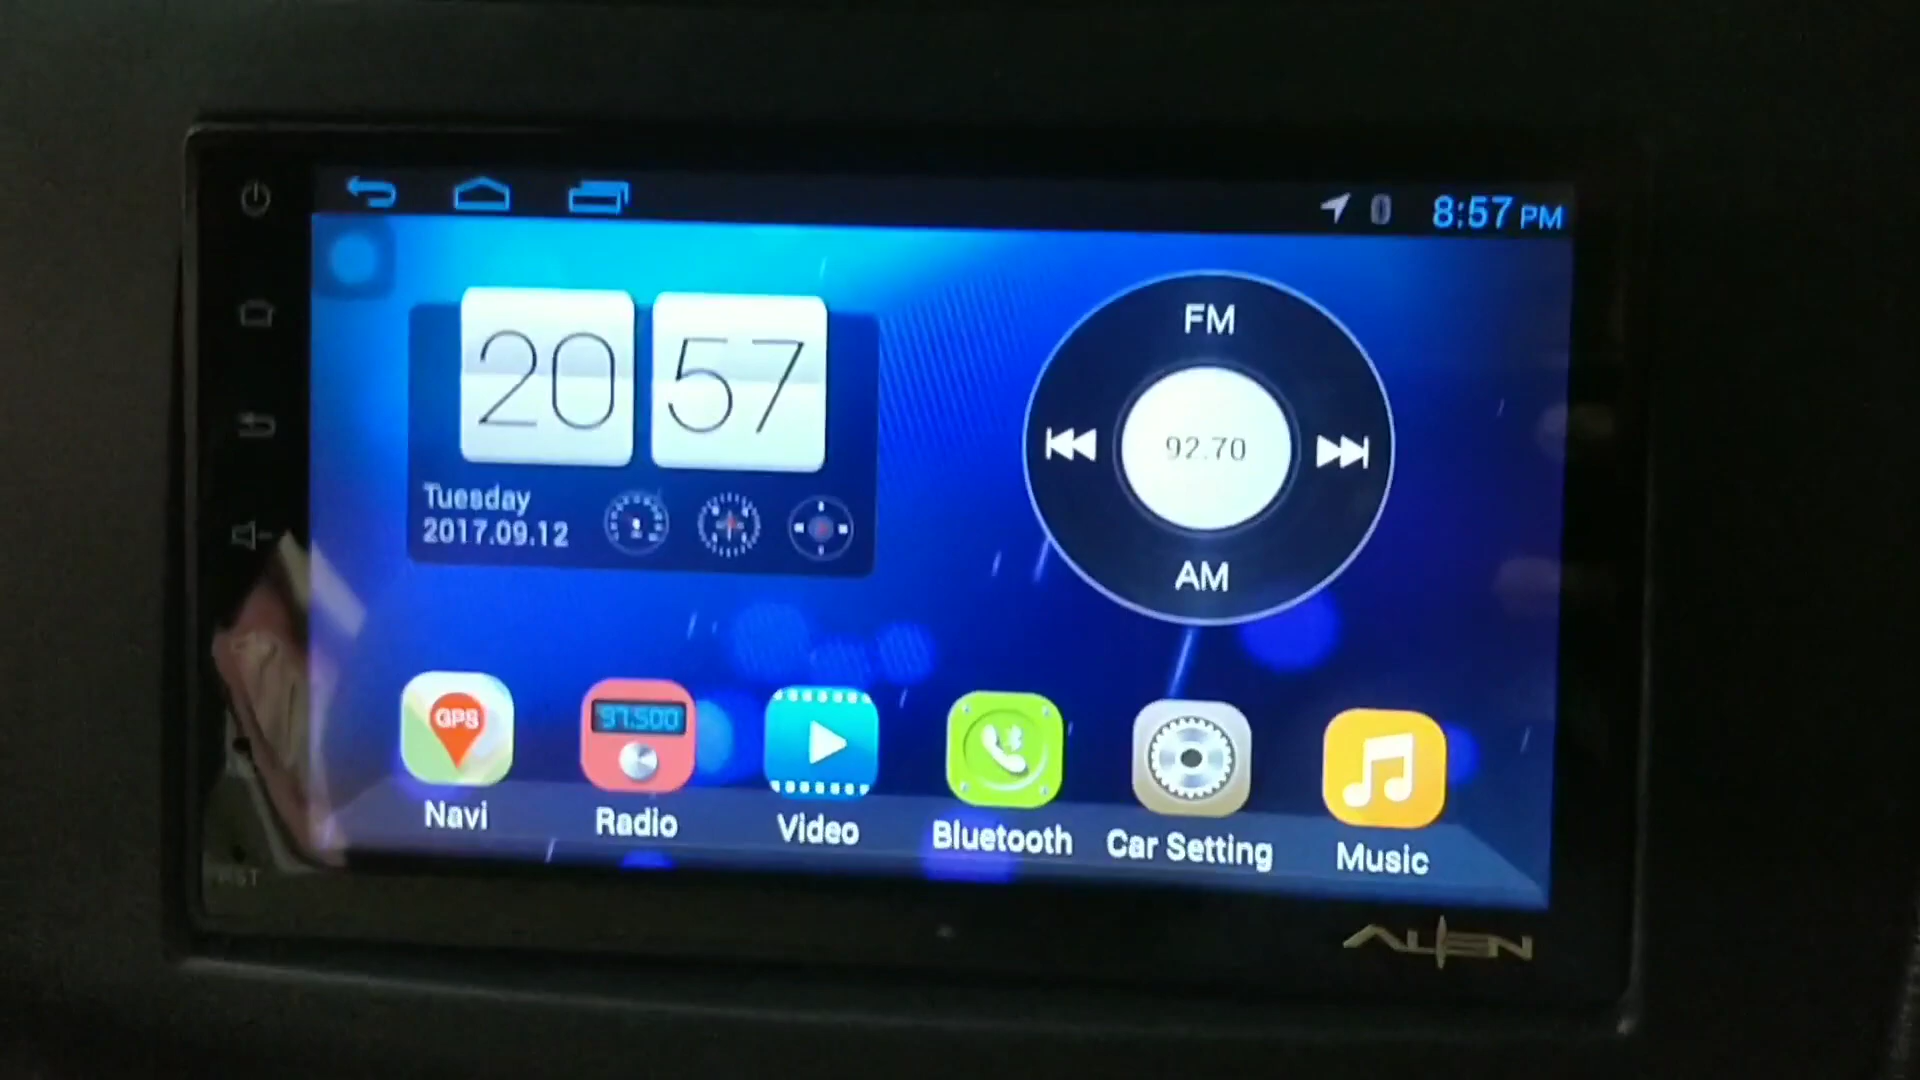 8:57 PM
20 57
Tuesday
2017.09.12
FM
92.70
AM
GPS
97.500
Navi
Radio
Video
Bluetooth
Car Setting
Music
RST
ALIEN